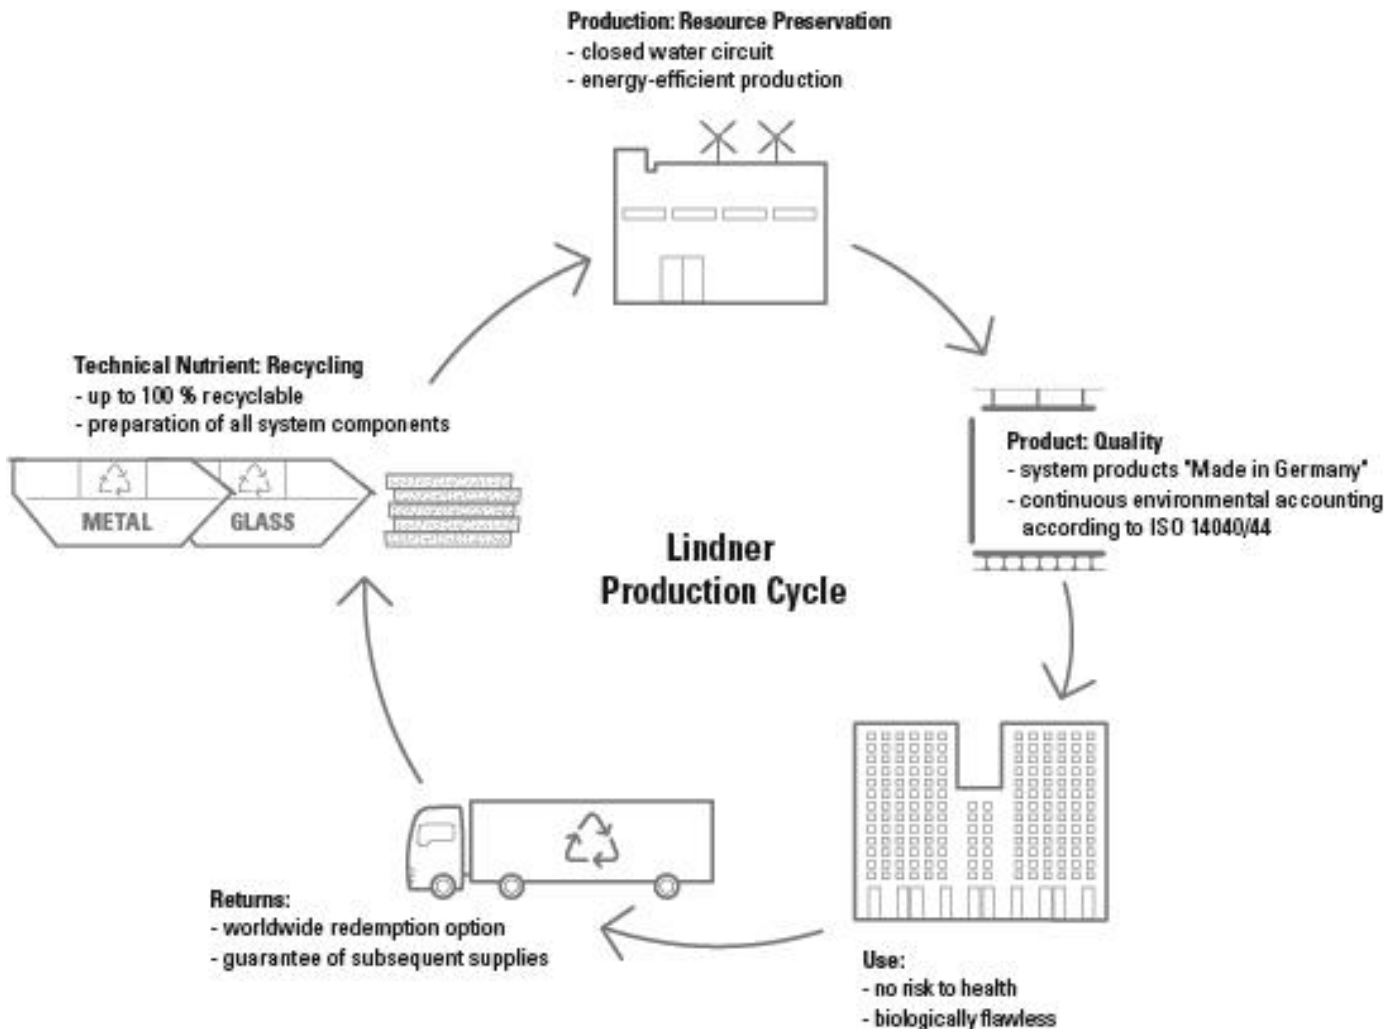 Production: Resource Preservation
- closed water circuit
- energy-efficient production
Technical Nutrient: Recycling
- up to 100 % recyclable
- preparation of all system components
METAL
GLASS
Product: Quality
- system products "Made in Germany"
- continuous environmental accounting
according to ISO 14040/44
Lindner
Production Cycle
Returns:
- worldwide redemption option
- guarantee of subsequent supplies
Use:
- no risk to health
- biologically flawless